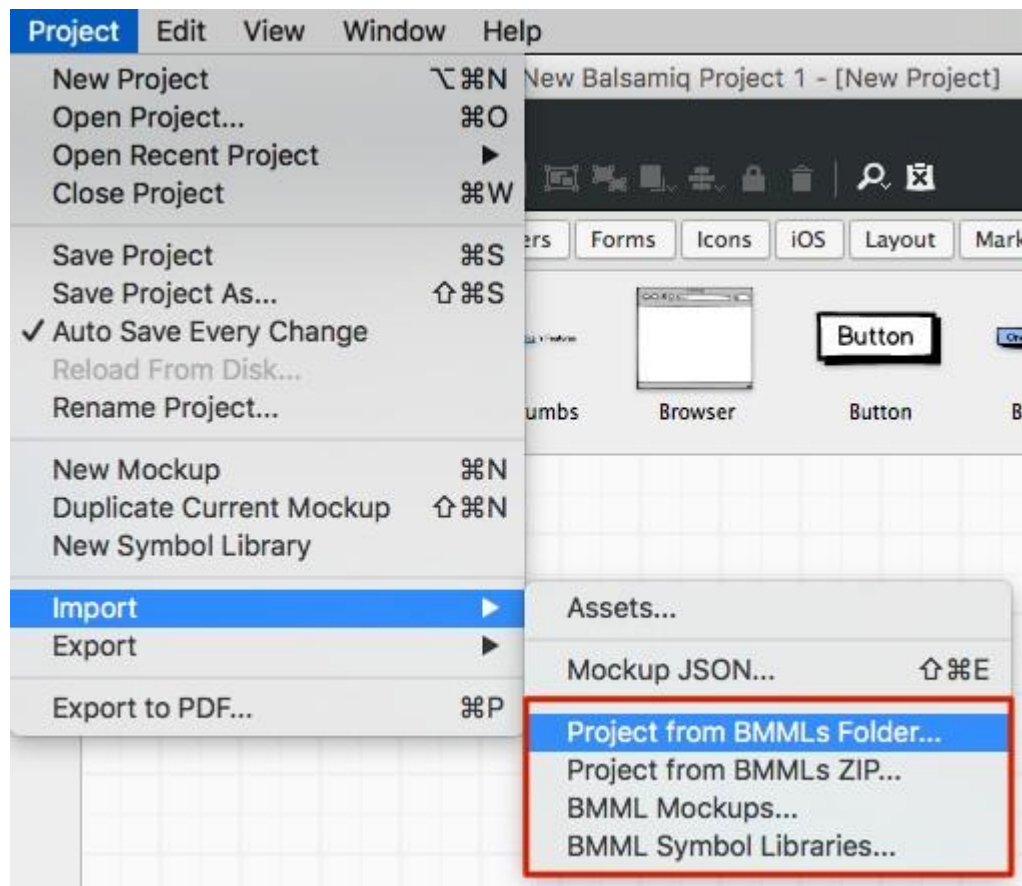 Project Edit View Window Help
New Project ⌥⌘N
New Balsamiq Project 1 - [New Project]
Open Project... ⌘O
Open Recent Project ▶
Close Project ⌘W
ers Forms Icons iOS Layout Mark
Save Project ⌘S
Save Project As... ⇧⌘S
✓ Auto Save Every Change
Reload From Disk...
Rename Project...
Button
umbs Browser Button B
New Mockup ⌘N
Duplicate Current Mockup ⇧⌘N
New Symbol Library
Import ▶
Export ▶
Export to PDF... ⌘P
Assets...
Mockup JSON... ⇧⌘E
Project from BMMLs Folder...
Project from BMMLs ZIP...
BMML Mockups...
BMML Symbol Libraries...